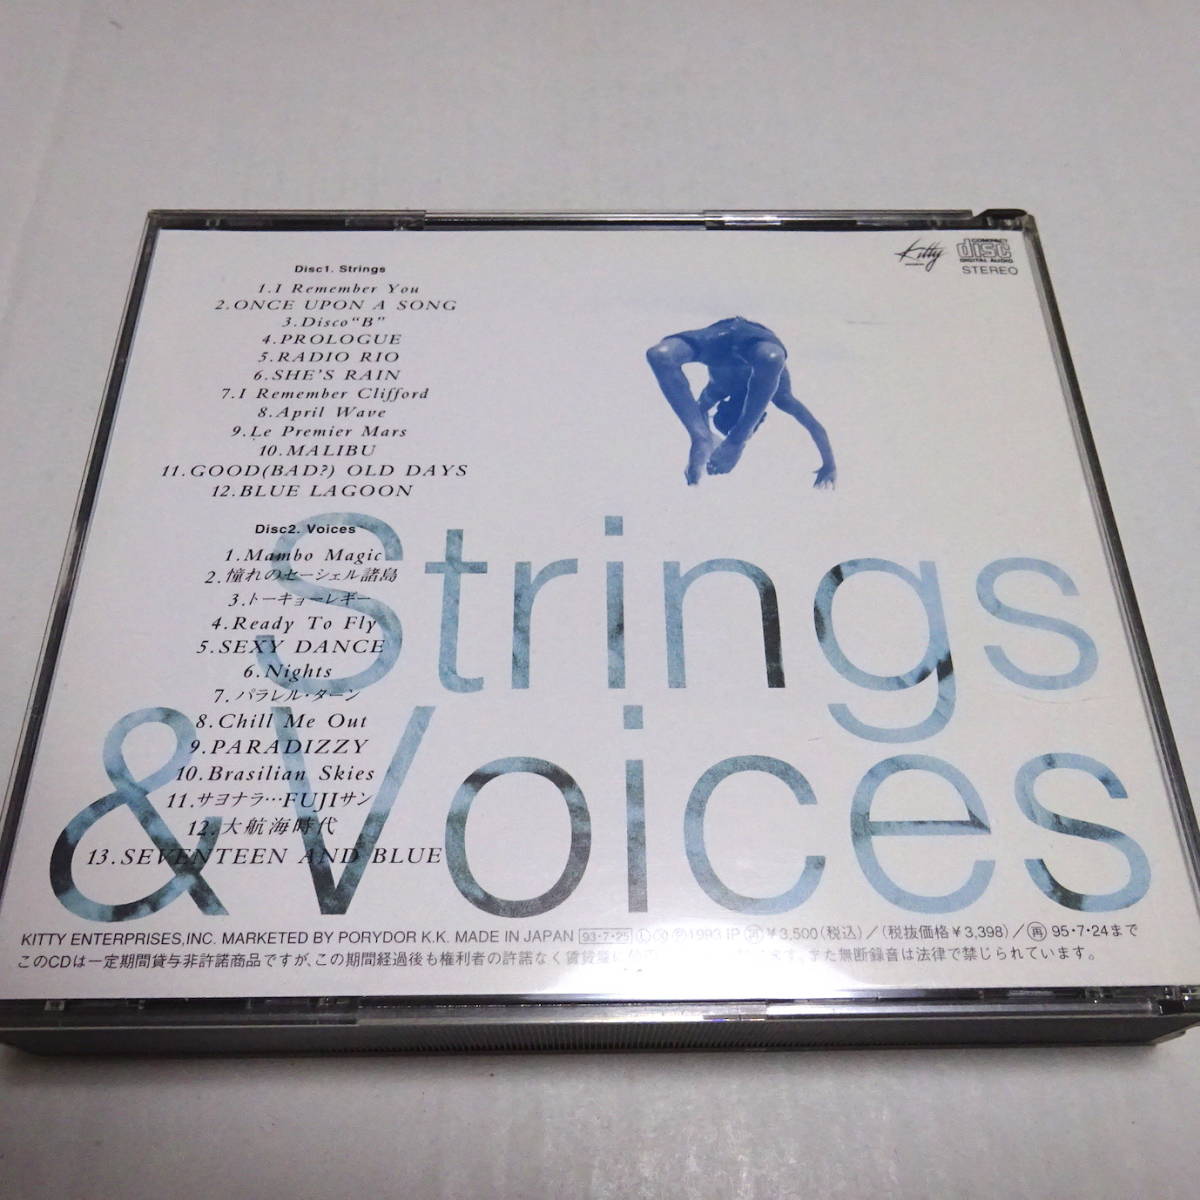 Kitty
COMPACT
disc
DIGITAL AUDIO
STEREO
Disc1. Strings
1.I Remember You
2.ONCE UPON A SONG
3.Disco“B”
4.PROLOGUE
5.RADIO RIO
6.SHE'S RAIN
7.I Remember Clifford
8.April Wave
9.Le Premier Mars
10.MALIBU
11.GOOD(BAD?) OLD DAYS
12.BLUE LAGOON
Disc2. Voices
1.Mambo Magic
2.憧れのセーシェル諸島
3.トーキョーレギー
4.Ready To Fly
5.SEXY DANCE
6.Nights
7.パラレル・ターン
8.Chill Me Out
9.PARADIZZY
10.Brasilian Skies
11.サヨナラ…FUJIサン
12.大航海時代
13.SEVENTEEN AND BLUE
Strings
&Voices
KITTY ENTERPRISES,INC. MARKETED BY PORYDOR K.K. MADE IN JAPAN 93・7・25 Ⓛ Ⓧ Ⓟ1993 ¥3,500(税込)/(税抜価格¥3,398)/㊢95・7・24まで
このCDは一定期間貸与非許諾商品ですが、この期間経過後も権利者の許諾なく賃貸業に また無断録音は法律で禁じられています。